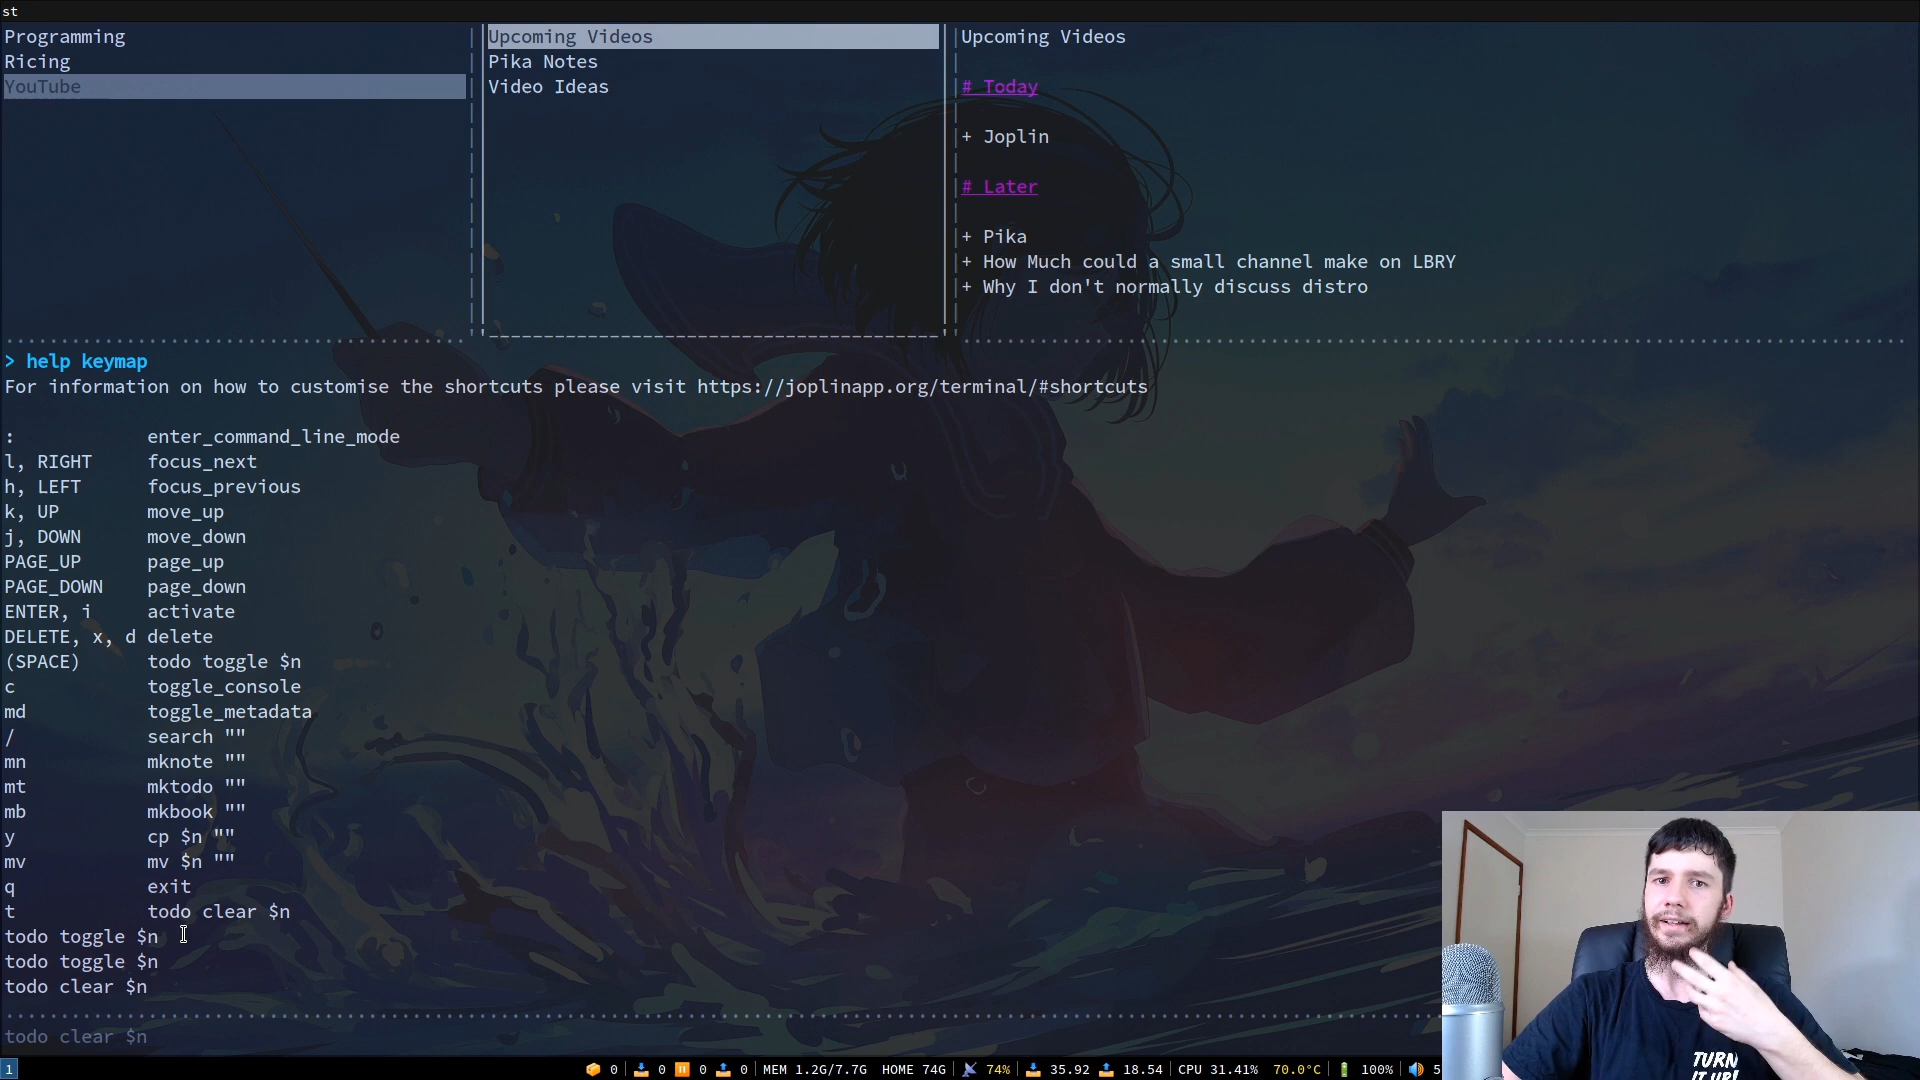 st
Programming
Ricing
YouTube
Upcoming Videos
Pika Notes
Video Ideas
Upcoming Videos
# Today
+ Joplin
# Later
+ Pika
+ How Much could a small channel make on LBRY
+ Why I don't normally discuss distro
> help keymap
For information on how to customise the shortcuts please visit https://joplinapp.org/terminal/#shortcuts
: enter_command_line_mode
l, RIGHT focus_next
h, LEFT focus_previous
k, UP move_up
j, DOWN move_down
PAGE_UP page_up
PAGE_DOWN page_down
ENTER, i activate
DELETE, x, d delete
(SPACE) todo toggle $n
c toggle_console
md toggle_metadata
/ search ""
mn mknote ""
mt mktodo ""
mb mkbook ""
y cp $n ""
mv mv $n ""
q exit
t todo clear $n
todo toggle $n
todo toggle $n
todo clear $n
todo clear $n
TURN
IT UP!
1 0 0 0 0 MEM 1.2G/7.7G HOME 74G 74% 35.92 18.54 CPU 31.41% 70.0°C 100% 5